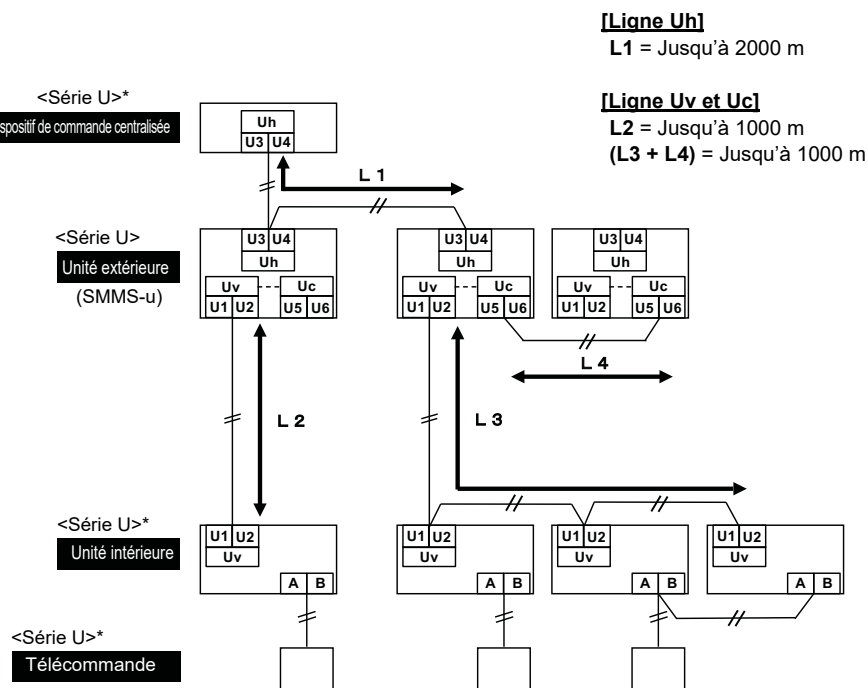 [Ligne Uh]
L1 = Jusqu'à 2000 m
[Ligne Uv et Uc]
L2 = Jusqu'à 1000 m
(L3 + L4) = Jusqu'à 1000 m
<Série U>*
spositif de commande centralisée
Uh
U3 U4
L 1
<Série U>
Unité extérieure
(SMMS-u)
U3 U4
Uh
Uv Uc
U1 U2 U5 U6
U3 U4
Uh
Uv Uc
U1 U2 U5 U6
U3 U4
Uh
Uv Uc
U1 U2 U5 U6
L 4
L 2
L 3
<Série U>*
Unité intérieure
U1 U2
Uv
A B
U1 U2
Uv
A B
U1 U2
Uv
A B
U1 U2
Uv
A B
<Série U>*
Télécommande